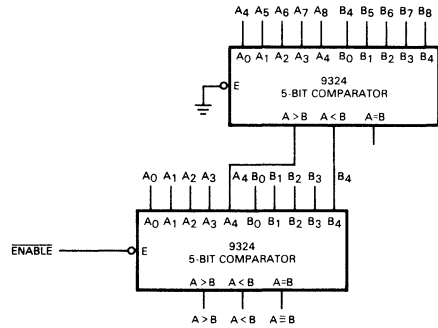 A4 A5 A6 A7 A8 B4 B5 B6 B7 B8
A0 A1 A2 A3 A4 B0 B1 B2 B3 B4
E
9324
5-BIT COMPARATOR
A>B A<B A=B
A0 A1 A2 A3 A4 B0 B1 B2 B3 B4
A0 A1 A2 A3 A4 B0 B1 B2 B3 B4
ENABLE
E
9324
5-BIT COMPARATOR
A>B A<B A=B
A>B A<B A≡B